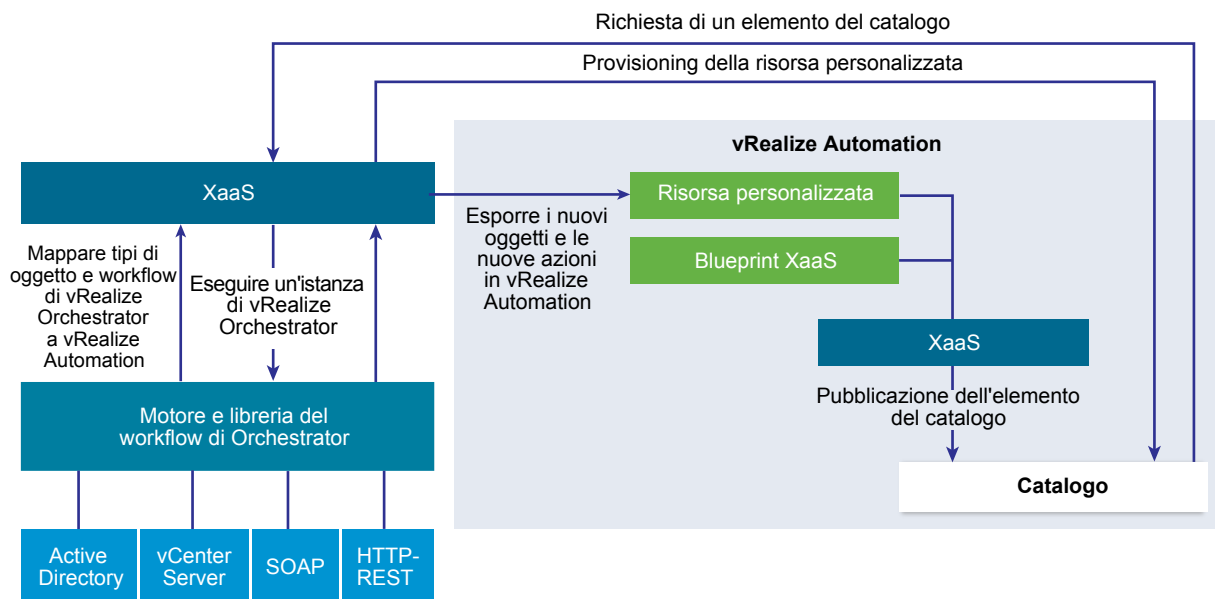 Richiesta di un elemento del catalogo
Provisioning della risorsa personalizzata
vRealize Automation
XaaS
Risorsa personalizzata
Esporre i nuovi
oggetti e le
nuove azioni
in vRealize
Automation
Blueprint XaaS
Mappare tipi di
oggetto e workflow
di vRealize
Orchestrator
a vRealize
Automation
Eseguire un'istanza
di vRealize
Orchestrator
XaaS
Pubblicazione dell'elemento
del catalogo
Motore e libreria del
workflow di Orchestrator
Catalogo
Active
Directory
vCenter
Server
SOAP
HTTP-
REST